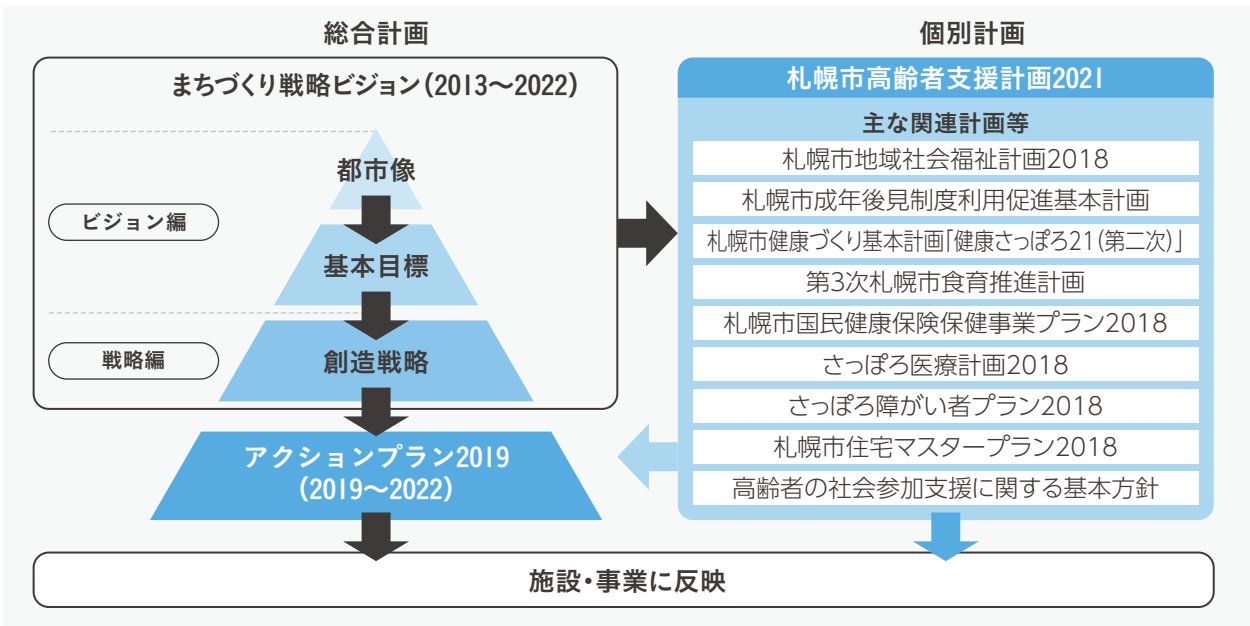 総合計画
まちづくり戦略ビジョン(2013〜2022)
ビジョン編
都市像
基本目標
戦略編
創造戦略
アクションプラン2019
(2019〜2022)
個別計画
札幌市高齢者支援計画2021
主な関連計画等
札幌市地域社会福祉計画2018
札幌市成年後見制度利用促進基本計画
札幌市健康づくり基本計画「健康さっぽろ21(第二次)」
第3次札幌市食育推進計画
札幌市国民健康保険保健事業プラン2018
さっぽろ医療計画2018
さっぽろ障がい者プラン2018
札幌市住宅マスタープラン2018
高齢者の社会参加支援に関する基本方針
施設・事業に反映